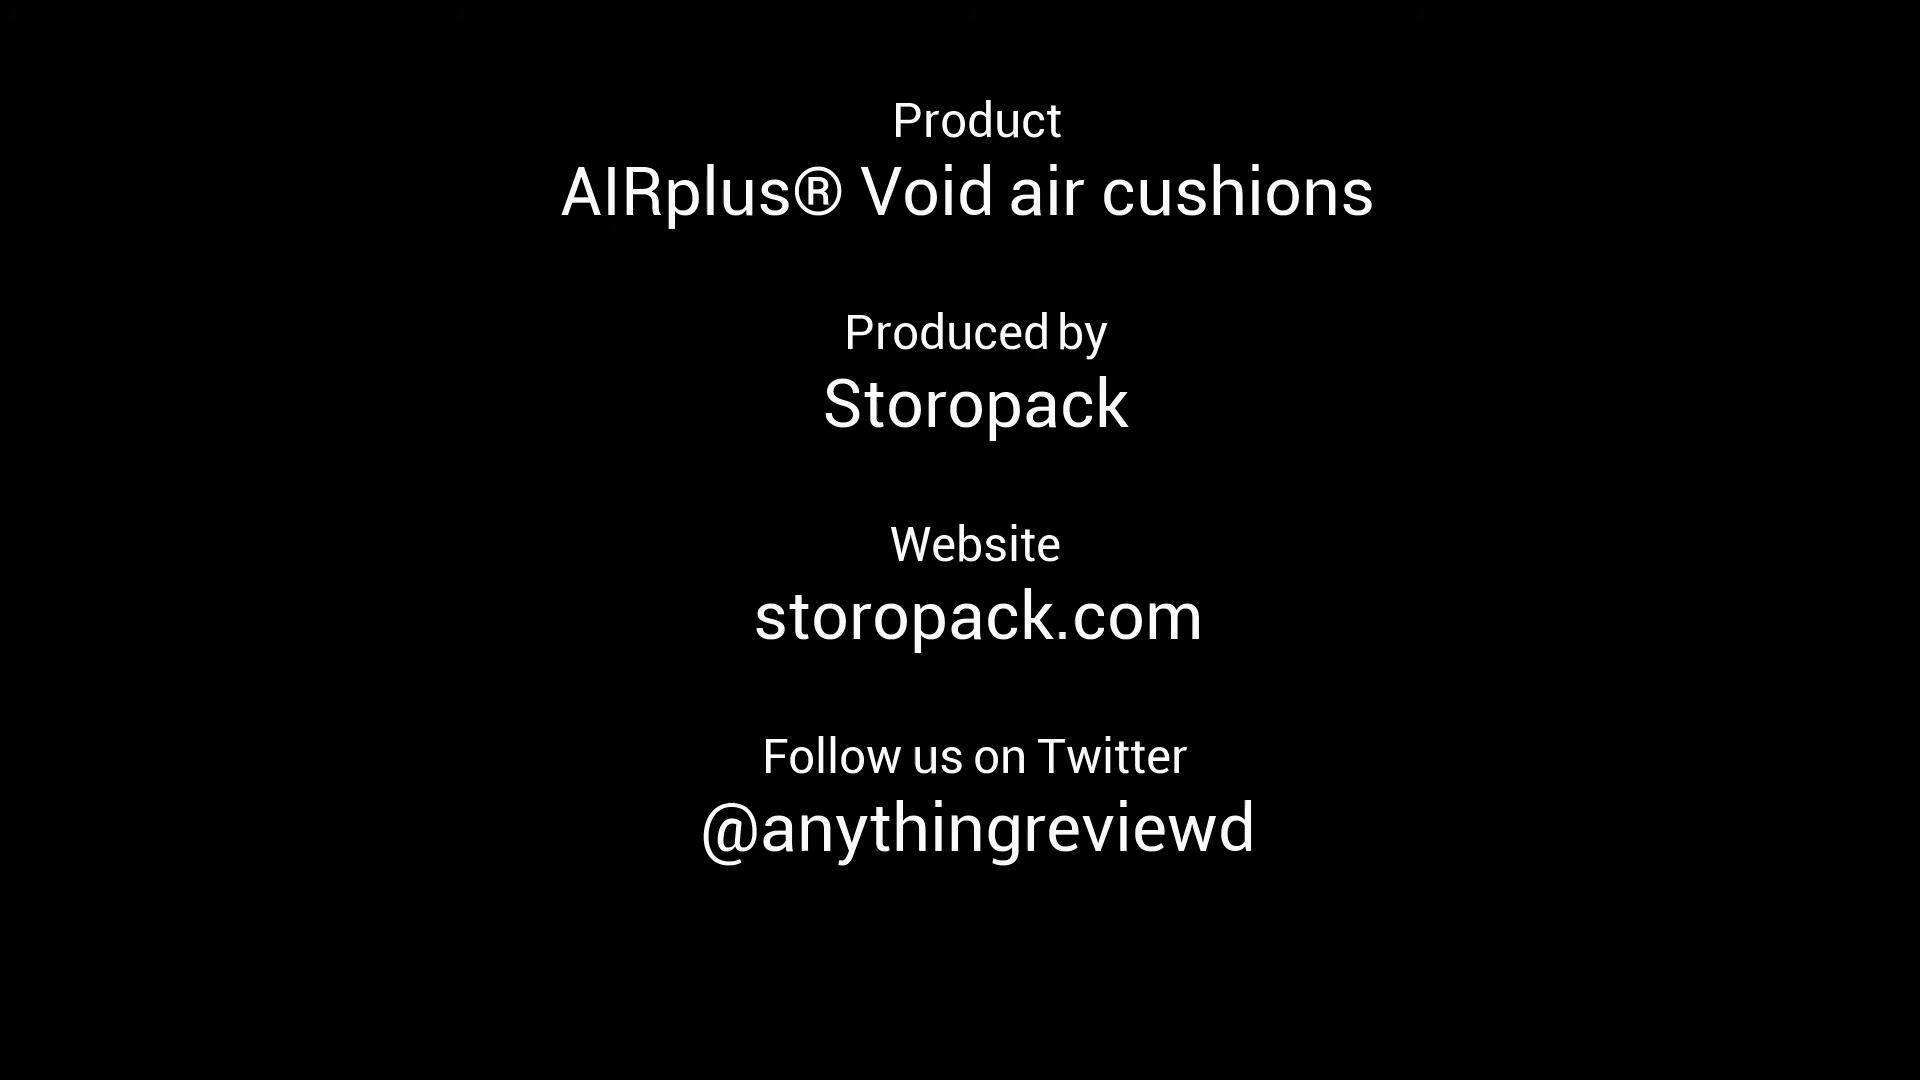 Product
AIRplus® Void air cushions
Produced by
Storopack
Website
storopack.com
Follow us on Twitter
@anythingreviewd